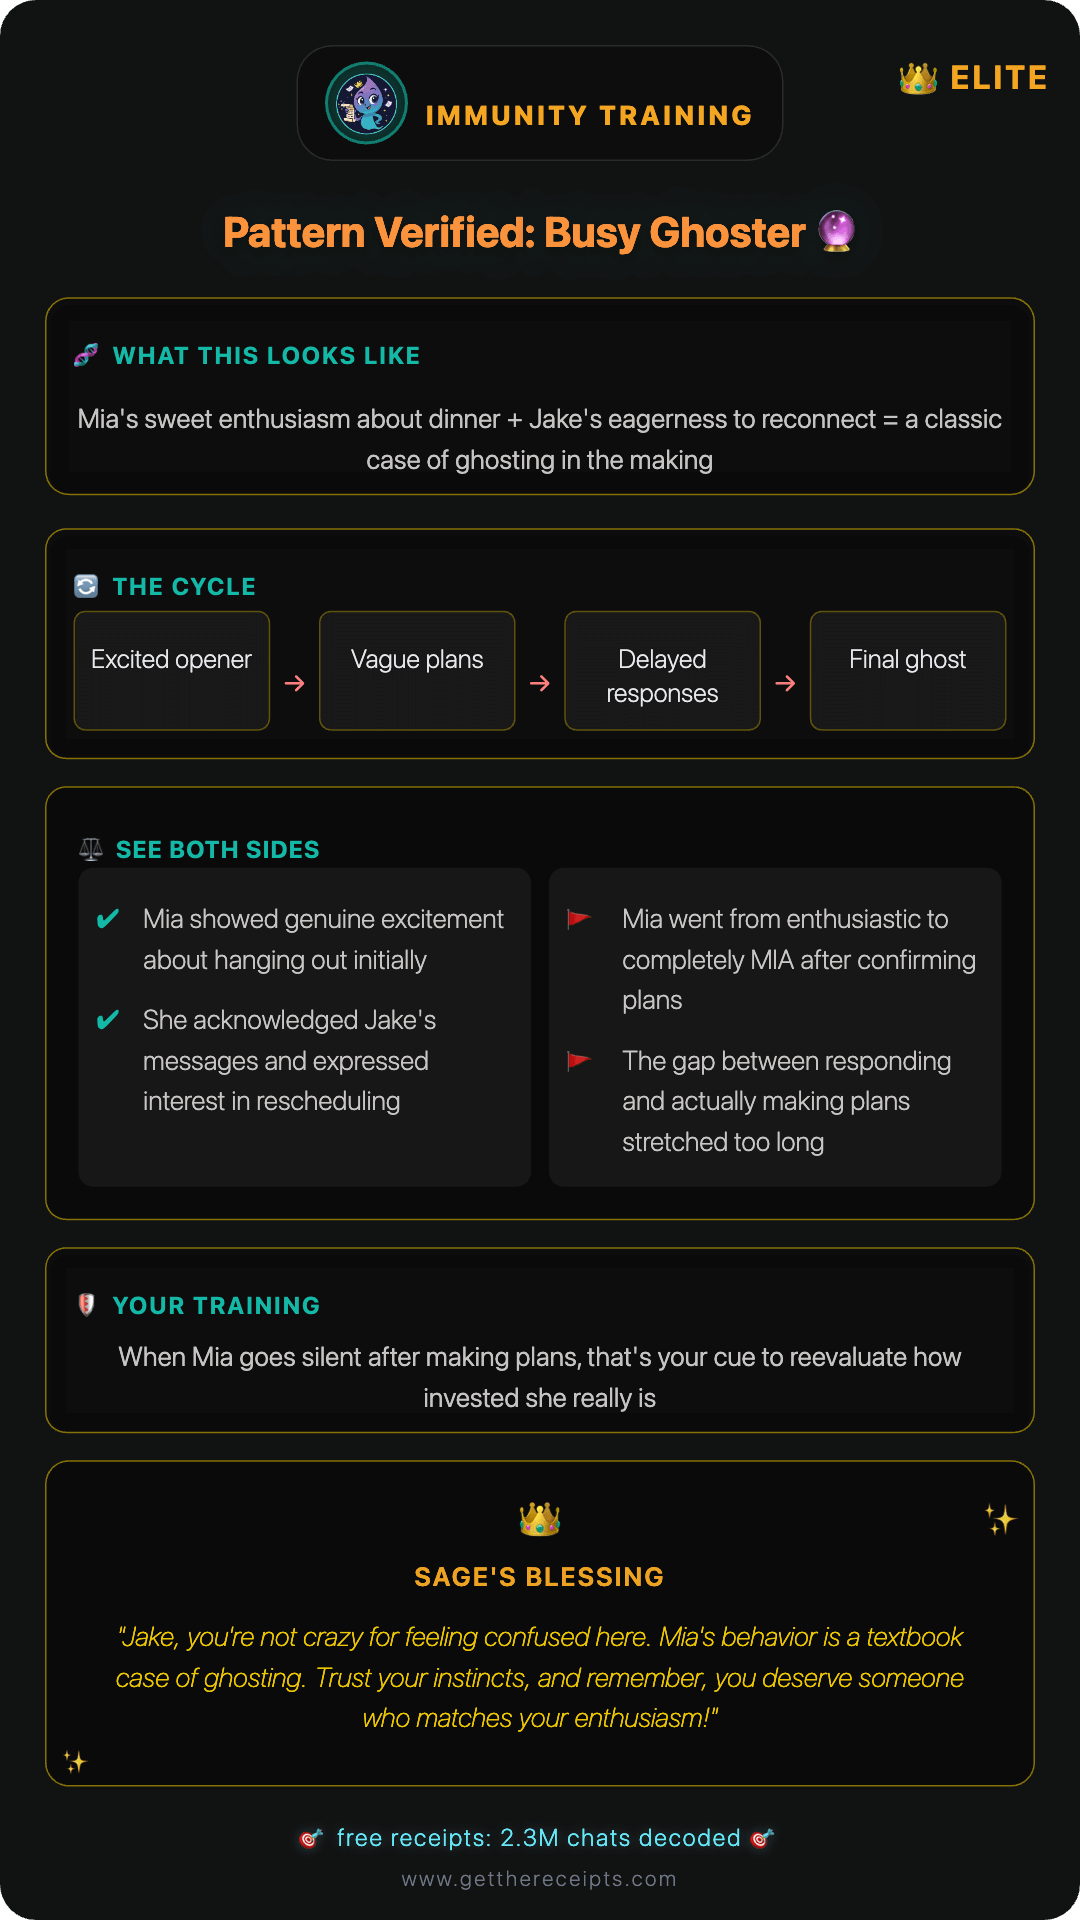 ELITE
IMMUNITY TRAINING
Pattern Verified: Busy Ghoster
WHAT THIS LOOKS LIKE
Mia's sweet enthusiasm about dinner + Jake's eagerness to reconnect = a classic
case of ghosting in the making
THE CYCLE
Excited opener
→
Vague plans
→
Delayed
responses
→
Final ghost
SEE BOTH SIDES
✔ Mia showed genuine excitement
about hanging out initially
✔ She acknowledged Jake's
messages and expressed
interest in rescheduling
Mia went from enthusiastic to
completely MIA after confirming
plans
The gap between responding
and actually making plans
stretched too long
YOUR TRAINING
When Mia goes silent after making plans, that's your cue to reevaluate how
invested she really is
SAGE'S BLESSING
"Jake, you're not crazy for feeling confused here. Mia's behavior is a textbook
case of ghosting. Trust your instincts, and remember, you deserve someone
who matches your enthusiasm!"
free receipts: 2.3M chats decoded
www.getthereceipts.com